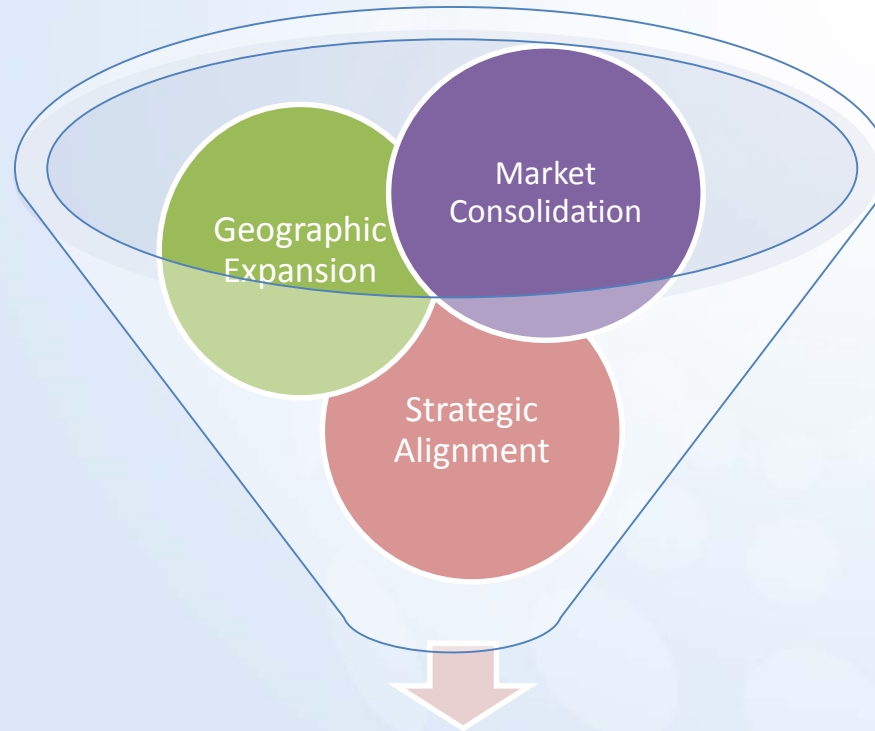 Market
Consolidation
Geographic
Expansion
Strategic
Alignment